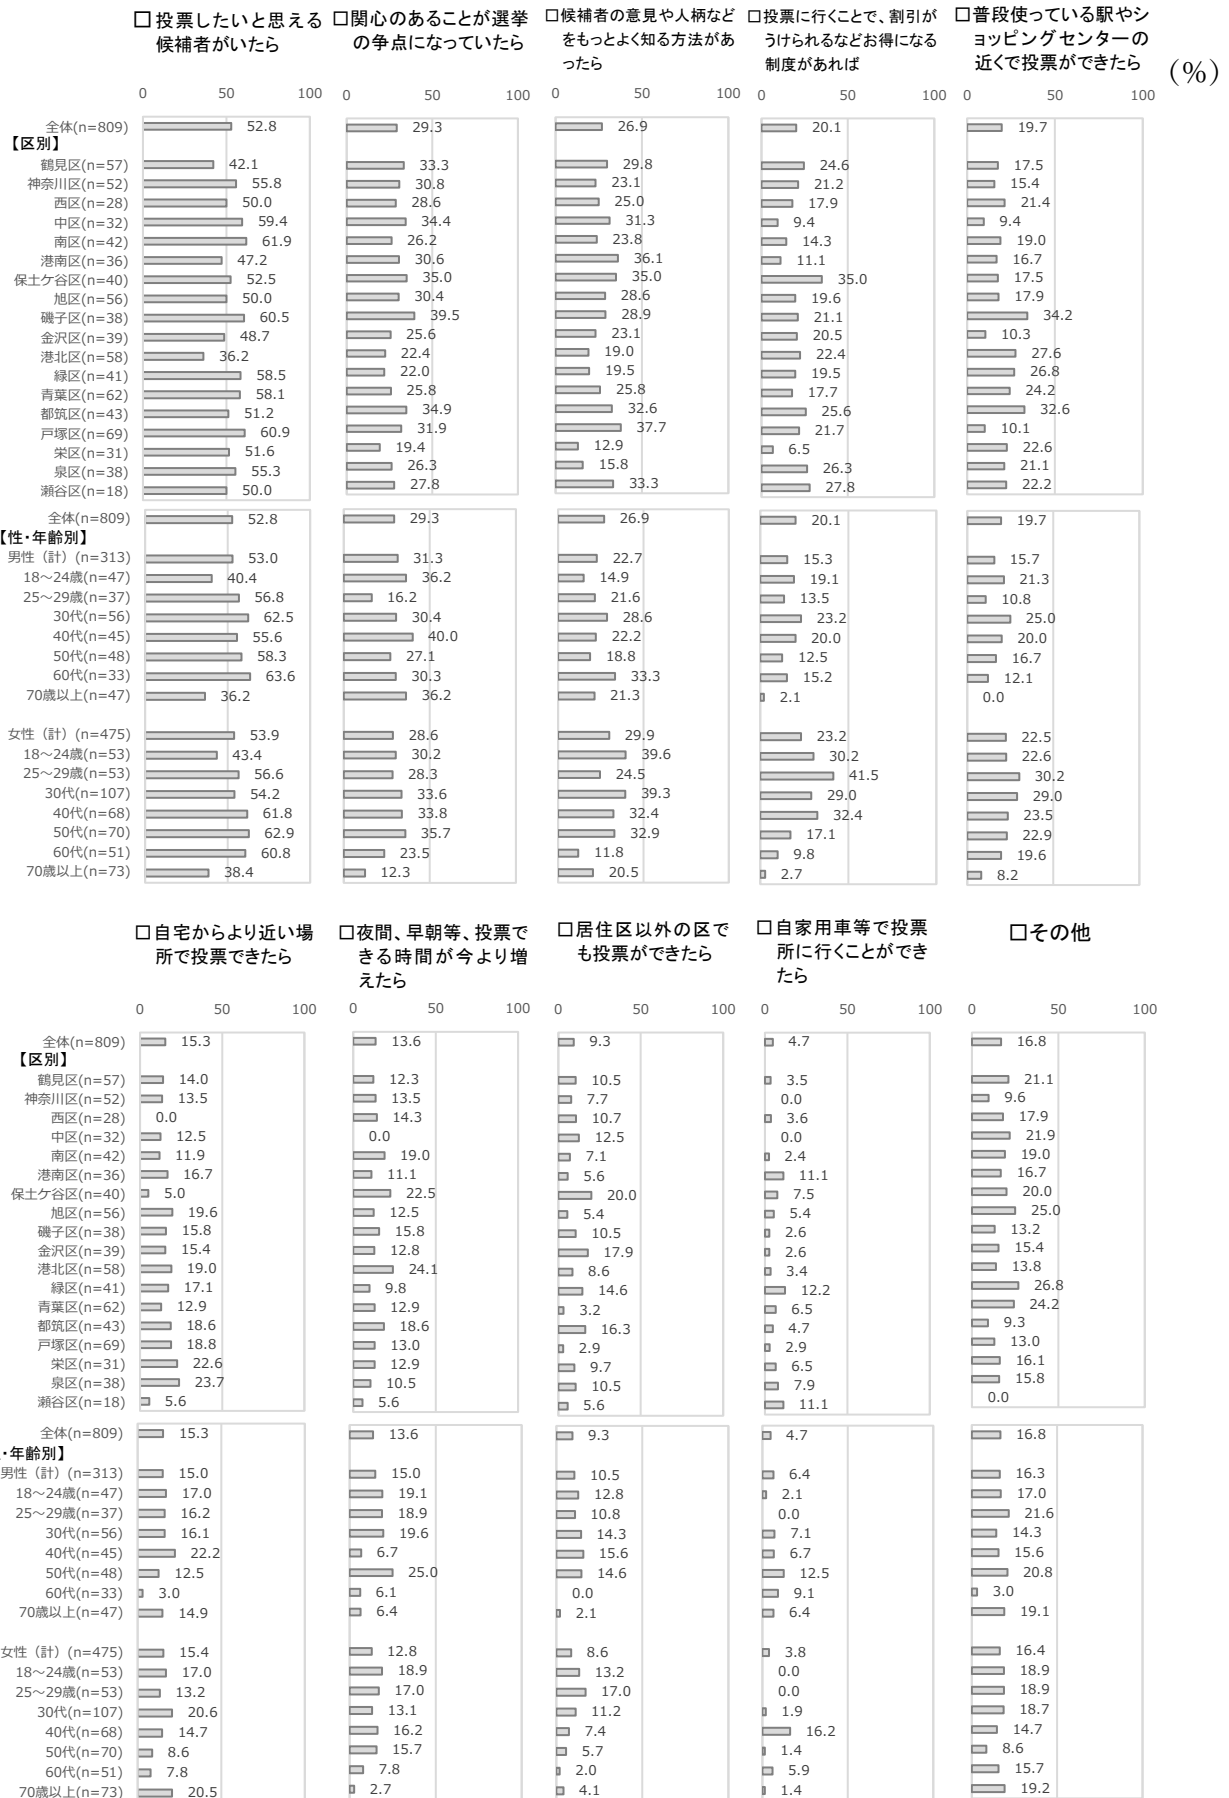 □投票したいと思える
候補者がいたら
□関心のあることが選挙
の争点になっていたら
□候補者の意見や人柄など
をもっとよく知る方法があ
ったら
□投票に行くことで、割引が
うけられるなどお得になる
制度があれば
□普段使っている駅やシ
ョッピングセンターの
近くで投票ができたら
(%)
0 50 100 0 50 100 0 50 100 0 50 100 0 50 100
全体(n=809) 52.8 29.3 26.9 20.1 19.7
【区別】
鶴見区(n=57) 42.1 33.3 29.8 24.6 17.5
神奈川区(n=52) 55.8 30.8 23.1 21.2 15.4
西区(n=28) 50.0 28.6 25.0 17.9 21.4
中区(n=32) 59.4 34.4 31.3 9.4 9.4
南区(n=42) 61.9 26.2 23.8 14.3 19.0
港南区(n=36) 47.2 30.6 36.1 11.1 16.7
保土ケ谷区(n=40) 52.5 35.0 35.0 35.0 17.5
旭区(n=56) 50.0 30.4 28.6 19.6 17.9
磯子区(n=38) 60.5 39.5 28.9 21.1 34.2
金沢区(n=39) 48.7 25.6 23.1 20.5 10.3
港北区(n=58) 36.2 22.4 19.0 22.4 27.6
緑区(n=41) 58.5 22.0 19.5 19.5 26.8
青葉区(n=62) 58.1 25.8 25.8 17.7 24.2
都筑区(n=43) 51.2 34.9 32.6 25.6 32.6
戸塚区(n=69) 60.9 31.9 37.7 21.7 10.1
栄区(n=31) 51.6 19.4 12.9 6.5 22.6
泉区(n=38) 55.3 26.3 15.8 26.3 21.1
瀬谷区(n=18) 50.0 27.8 33.3 27.8 22.2
全体(n=809) 52.8 29.3 26.9 20.1 19.7
【性・年齢別】
男性（計）(n=313) 53.0 31.3 22.7 15.3 15.7
18～24歳(n=47) 40.4 36.2 14.9 19.1 21.3
25～29歳(n=37) 56.8 16.2 21.6 13.5 10.8
30代(n=56) 62.5 30.4 28.6 23.2 25.0
40代(n=45) 55.6 40.0 22.2 20.0 20.0
50代(n=48) 58.3 27.1 18.8 12.5 16.7
60代(n=33) 63.6 30.3 33.3 15.2 12.1
70歳以上(n=47) 36.2 36.2 21.3 2.1 0.0
女性（計）(n=475) 53.9 28.6 29.9 23.2 22.5
18～24歳(n=53) 43.4 30.2 39.6 30.2 22.6
25～29歳(n=53) 56.6 28.3 24.5 41.5 30.2
30代(n=107) 54.2 33.6 39.3 29.0 29.0
40代(n=68) 61.8 33.8 32.4 32.4 23.5
50代(n=70) 62.9 35.7 32.9 17.1 22.9
60代(n=51) 60.8 23.5 11.8 9.8 19.6
70歳以上(n=73) 38.4 12.3 20.5 2.7 8.2
□自宅からより近い場
所で投票できたら
□夜間、早朝等、投票で
きる時間が今より増
えたら
□居住区以外の区で
も投票ができたら
□自家用車等で投票
所に行くことができ
たら
□その他
0 50 100 0 50 100 0 50 100 0 50 100 0 50 100
全体(n=809) 15.3 13.6 9.3 4.7 16.8
【区別】
鶴見区(n=57) 14.0 12.3 10.5 3.5 21.1
神奈川区(n=52) 13.5 13.5 7.7 0.0 9.6
西区(n=28) 0.0 14.3 10.7 3.6 17.9
中区(n=32) 12.5 0.0 12.5 0.0 21.9
南区(n=42) 11.9 19.0 7.1 2.4 19.0
港南区(n=36) 16.7 11.1 5.6 11.1 16.7
保土ケ谷区(n=40) 5.0 22.5 20.0 7.5 20.0
旭区(n=56) 19.6 12.5 5.4 5.4 25.0
磯子区(n=38) 15.8 15.8 10.5 2.6 13.2
金沢区(n=39) 15.4 12.8 17.9 2.6 15.4
港北区(n=58) 19.0 24.1 8.6 3.4 13.8
緑区(n=41) 17.1 9.8 14.6 12.2 26.8
青葉区(n=62) 12.9 12.9 3.2 6.5 24.2
都筑区(n=43) 18.6 18.6 16.3 4.7 9.3
戸塚区(n=69) 18.8 13.0 2.9 2.9 13.0
栄区(n=31) 22.6 12.9 9.7 6.5 16.1
泉区(n=38) 23.7 10.5 10.5 7.9 15.8
瀬谷区(n=18) 5.6 5.6 5.6 11.1 0.0
全体(n=809) 15.3 13.6 9.3 4.7 16.8
・年齢別】
男性（計）(n=313) 15.0 15.0 10.5 6.4 16.3
18～24歳(n=47) 17.0 19.1 12.8 2.1 17.0
25～29歳(n=37) 16.2 18.9 10.8 0.0 21.6
30代(n=56) 16.1 19.6 14.3 7.1 14.3
40代(n=45) 22.2 6.7 15.6 6.7 15.6
50代(n=48) 12.5 25.0 14.6 12.5 20.8
60代(n=33) 3.0 6.1 0.0 9.1 3.0
70歳以上(n=47) 14.9 6.4 2.1 6.4 19.1
女性（計）(n=475) 15.4 12.8 8.6 3.8 16.4
18～24歳(n=53) 17.0 18.9 13.2 0.0 18.9
25～29歳(n=53) 13.2 17.0 17.0 0.0 18.9
30代(n=107) 20.6 13.1 11.2 1.9 18.7
40代(n=68) 14.7 16.2 7.4 16.2 14.7
50代(n=70) 8.6 15.7 5.7 1.4 8.6
60代(n=51) 7.8 7.8 2.0 5.9 15.7
70歳以上(n=73) 20.5 2.7 4.1 1.4 19.2